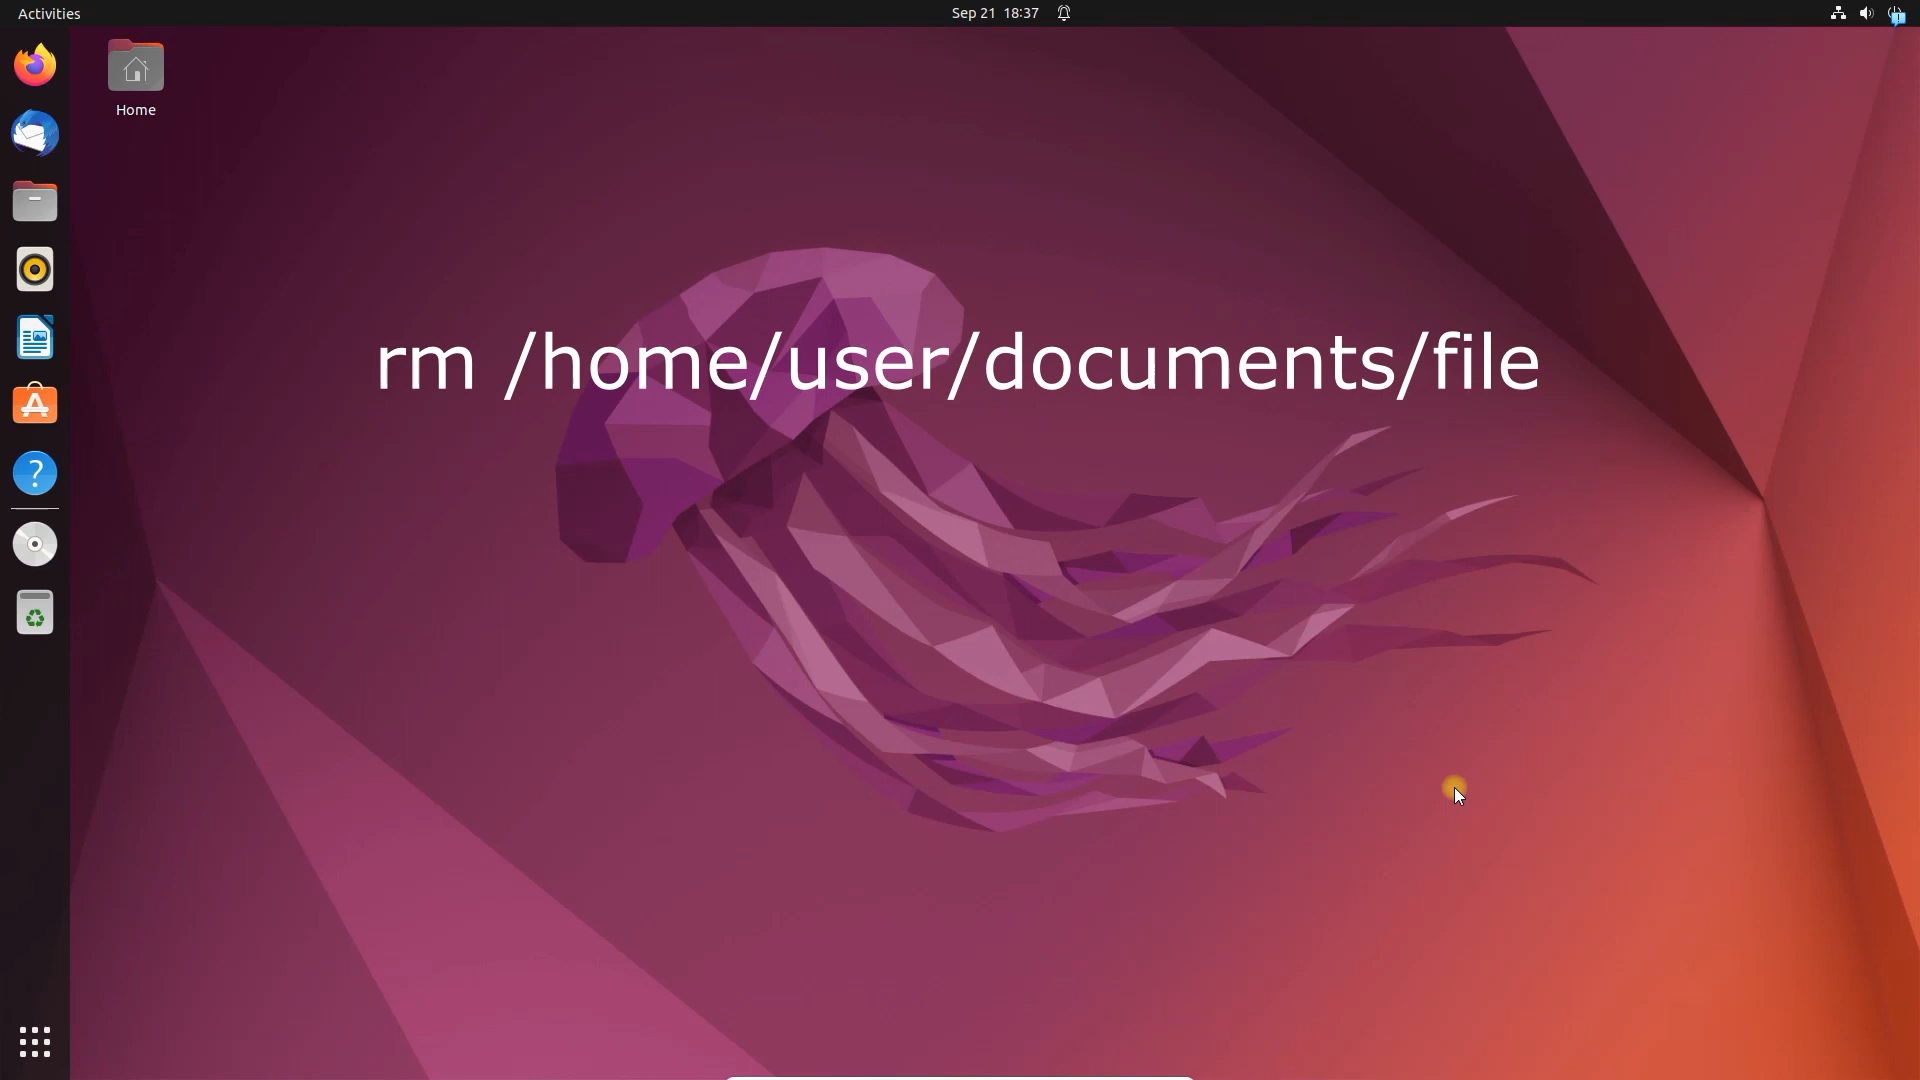 Activities
Sep 21 18:37
Home
rm /home/user/documents/file
?